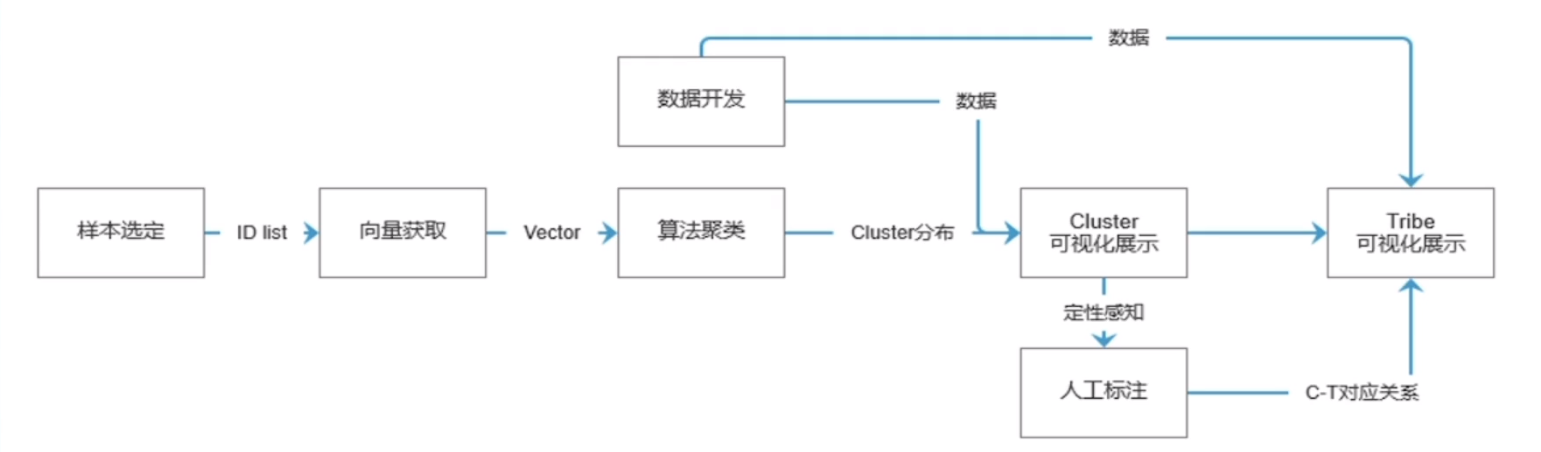 数据
数据开发
数据
样本选定
ID list
向量获取
Vector
算法聚类
Cluster分布
Cluster
可视化展示
Tribe
可视化展示
定性感知
人工标注
C-T对应关系